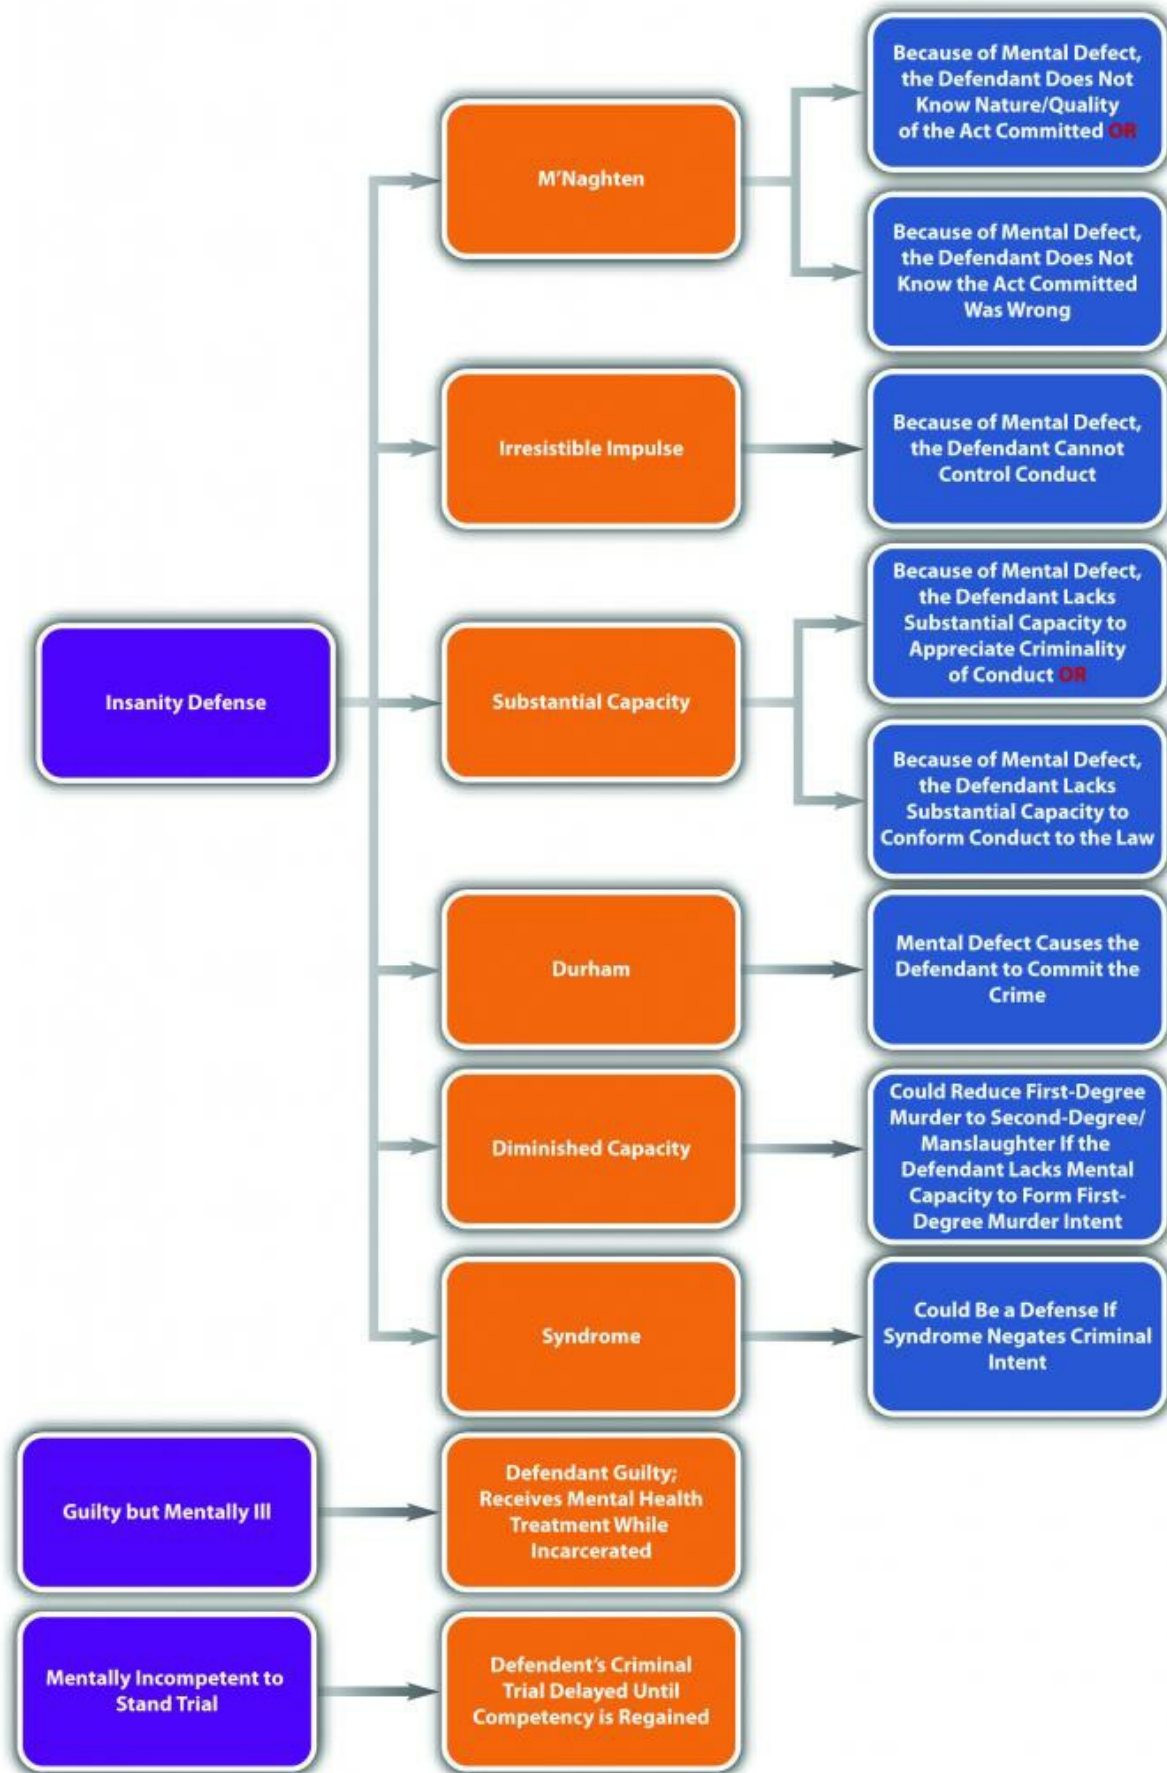 Insanity Defense
M'Naghten
Because of Mental Defect,
the Defendant Does Not
Know Nature/Quality
of the Act Committed OR
Because of Mental Defect,
the Defendant Does Not
Know the Act Committed
Was Wrong
Irresistible Impulse
Because of Mental Defect,
the Defendant Cannot
Control Conduct
Substantial Capacity
Because of Mental Defect,
the Defendant Lacks
Substantial Capacity to
Appreciate Criminality
of Conduct OR
Because of Mental Defect,
the Defendant Lacks
Substantial Capacity to
Conform Conduct to the Law
Durham
Mental Defect Causes the
Defendant to Commit the
Crime
Diminished Capacity
Could Reduce First-Degree
Murder to Second-Degree/
Manslaughter If the
Defendant Lacks Mental
Capacity to Form First-
Degree Murder Intent
Syndrome
Could Be a Defense If
Syndrome Negates Criminal
Intent
Guilty but Mentally Ill
Defendant Guilty;
Receives Mental Health
Treatment While
Incarcerated
Mentally Incompetent to
Stand Trial
Defendent's Criminal
Trial Delayed Until
Competency is Regained